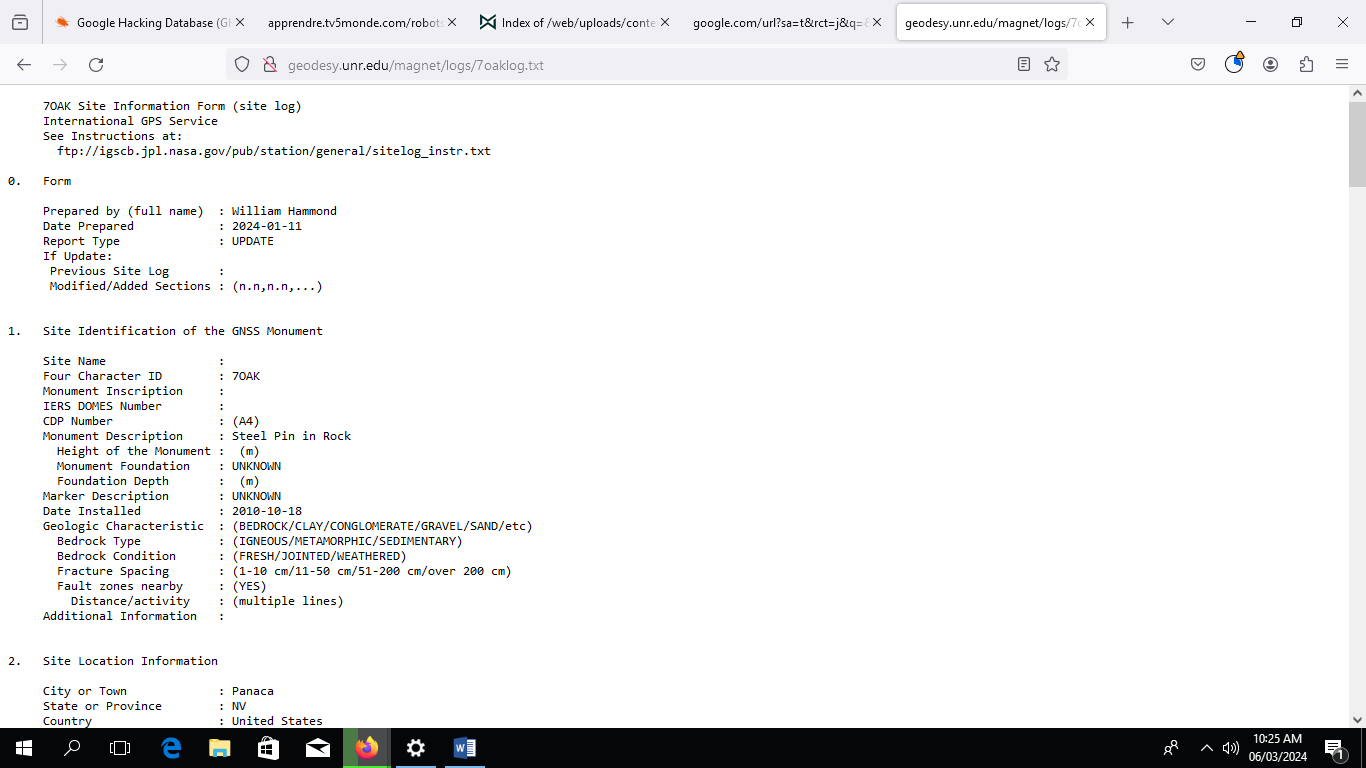 Google Hacking Database (GH
apprendre.tv5monde.com/robots
Index of /web/uploads/conte
google.com/url?sa=t&rct=j&q=&
geodesy.unr.edu/magnet/logs/7o
geodesy.unr.edu/magnet/logs/7oaklog.txt
7OAK Site Information Form (site log)
International GPS Service
See Instructions at:
ftp://igscb.jpl.nasa.gov/pub/station/general/sitelog_instr.txt
0. Form
Prepared by (full name) : William Hammond
Date Prepared : 2024-01-11
Report Type : UPDATE
If Update:
Previous Site Log :
Modified/Added Sections : (n.n,n.n,...)
1. Site Identification of the GNSS Monument
Site Name :
Four Character ID : 7OAK
Monument Inscription :
IERS DOMES Number :
CDP Number : (A4)
Monument Description : Steel Pin in Rock
Height of the Monument : (m)
Monument Foundation : UNKNOWN
Foundation Depth : (m)
Marker Description : UNKNOWN
Date Installed : 2010-10-18
Geologic Characteristic : (BEDROCK/CLAY/CONGLOMERATE/GRAVEL/SAND/etc)
Bedrock Type : (IGNEOUS/METAMORPHIC/SEDIMENTARY)
Bedrock Condition : (FRESH/JOINTED/WEATHERED)
Fracture Spacing : (1-10 cm/11-50 cm/51-200 cm/over 200 cm)
Fault zones nearby : (YES)
Distance/activity : (multiple lines)
Additional Information :
2. Site Location Information
City or Town : Panaca
State or Province : NV
Country : United States
10:25 AM
06/03/2024
1